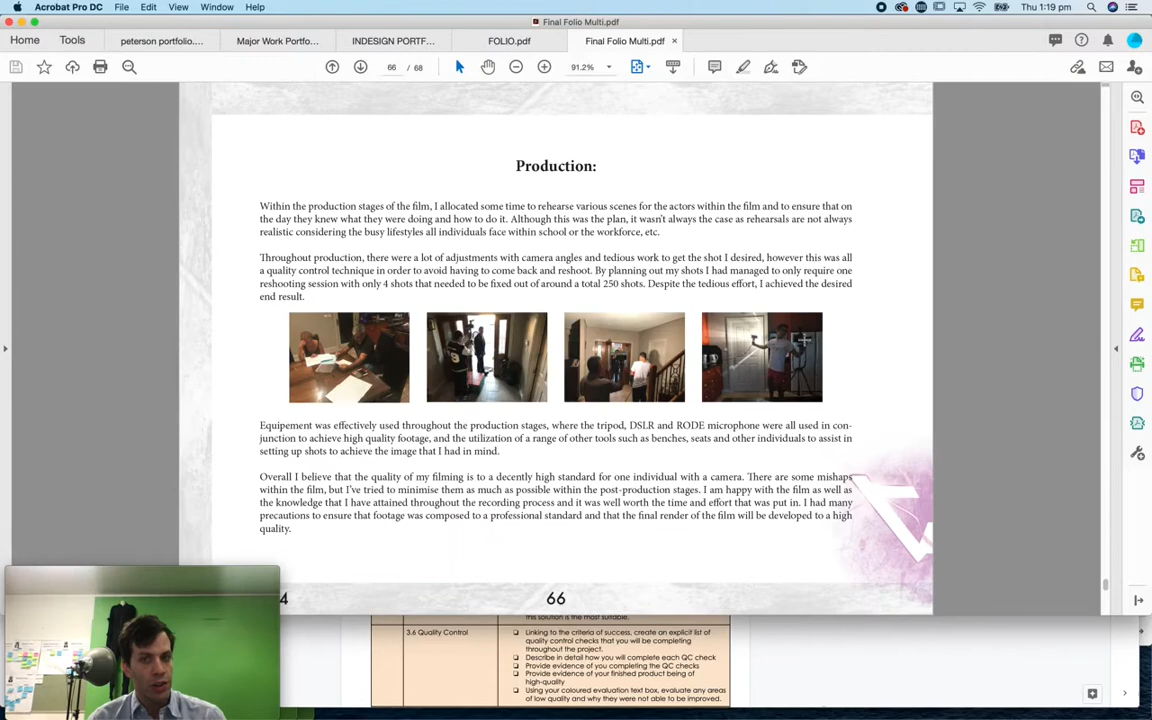 Acrobat Pro DC File Edit View Window Help Thu 1:19 pm
Final Folio Multi.pdf
Home Tools peterson portfolio.... Major Work Portfo... INDESIGN PORTF... FOLIO.pdf Final Folio Multi.pdf ×
66 / 68 91.2%
Production:
Within the production stages of the film, I allocated some time to rehearse various scenes for the actors within the film and to ensure that on
the day they knew what they were doing and how to do it. Although this was the plan, it wasn't always the case as rehearsals are not always
realistic considering the busy lifestyles all individuals face within school or the workforce, etc.
Throughout production, there were a lot of adjustments with camera angles and tedious work to get the shot I desired, however this was all
a quality control technique in order to avoid having to come back and reshoot. By planning out my shots I had managed to only require one
reshooting session with only 4 shots that needed to be fixed out of around a total 250 shots. Despite the tedious effort, I achieved the desired
end result.
Equipement was effectively used throughout the production stages, where the tripod, DSLR and RODE microphone were all used in con-
junction to achieve high quality footage, and the utilization of a range of other tools such as benches, seats and other individuals to assist in
setting up shots to achieve the image that I had in mind.
Overall I believe that the quality of my filming is to a decently high standard for one individual with a camera. There are some mishaps
within the film, but I've tried to minimise them as much as possible within the post-production stages. I am happy with the film as well as
the knowledge that I have attained throughout the recording process and it was well worth the time and effort that was put in. I had many
precautions to ensure that footage was composed to a professional standard and that the final render of the film will be developed to a high
quality.
4 66
this solution is the most suitable.
3.6 Quality Control
❑ Linking to the criteria of success, create an explicit list of
quality control checks that you will be completing
throughout the project.
❑ Describe in detail how you will complete each QC check
❑ Provide evidence of you completing the QC checks
❑ Provide evidence of your finished product being of
high-quality
❑ Using your coloured evaluation text box, evaluate any areas
of low quality and why they were not able to be improved.